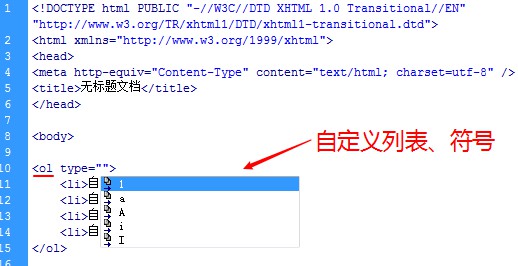 1 <!DOCTYPE html PUBLIC "-//W3C//DTD XHTML 1.0 Transitional//EN"
"http://www.w3.org/TR/xhtml1/DTD/xhtml1-transitional.dtd">
2 <html xmlns="http://www.w3.org/1999/xhtml">
3 <head>
4 <meta http-equiv="Content-Type" content="text/html; charset=utf-8" />
5 <title>无标题文档</title>
6 </head>
7
8 <body>
9
自定义列表、符号
10 <ol type="">
11 <li>自 1
12 <li>自 a
13 <li>自 A
14 <li>自 i
I
15 </ol>
16